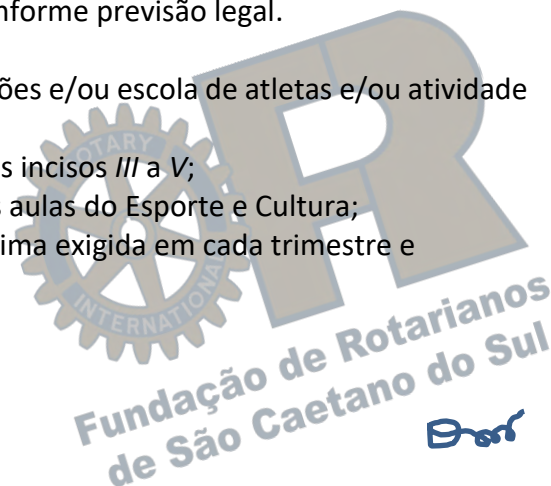 nforme previsão legal.
ões e/ou escola de atletas e/ou atividade
s incisos III a V;
s aulas do Esporte e Cultura;
ima exigida em cada trimestre e
ROTARY
INTERNATIONAL
R
Fundação de Rotarianos
de São Caetano do Sul